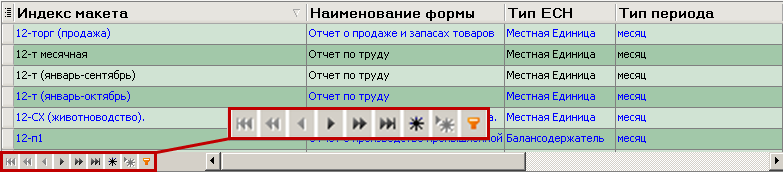 Индекс макета Наименование формы Тип ЕСН Тип периода
12-торг (продажа) Отчет о продаже и запасах товаров Местная Единица месяц
12-т месячная Отчет по труду Местная Единица месяц
12-т (январь-сентябрь) Отчет по труду Местная Единица месяц
12-т (январь-октябрь) Отчет по труду Местная Единица месяц
12-СХ (животноводство). Местная Единица месяц
12-п1 Отчет о производстве промышленной Балансодержатель месяц